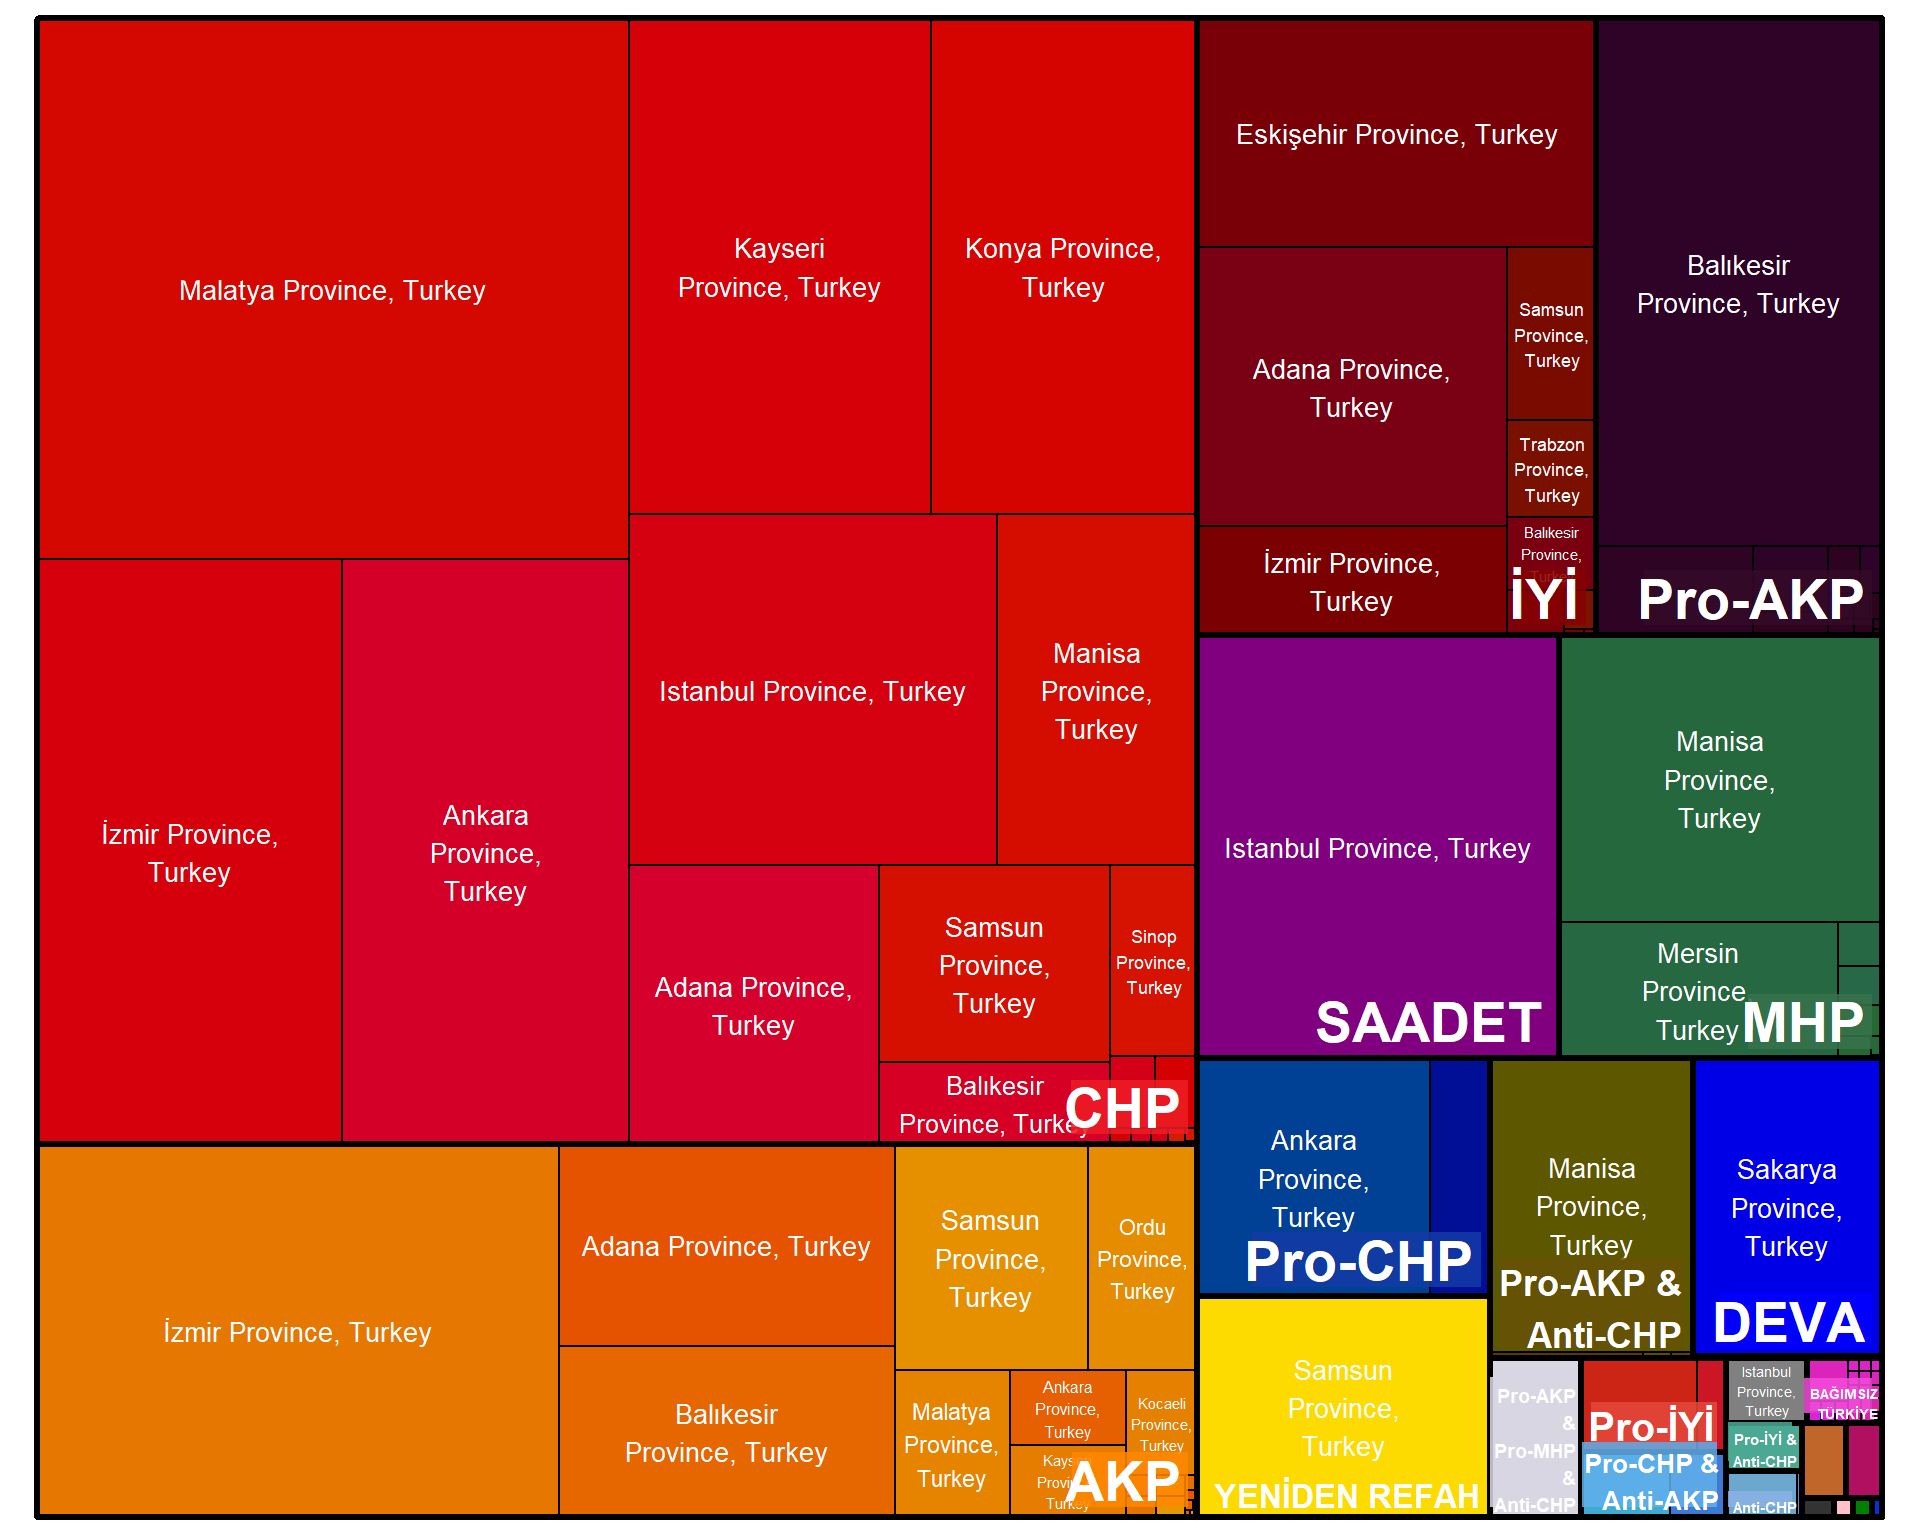 Malatya Province, Turkey
Kayseri
Province, Turkey
Konya Province,
Turkey
İzmir Province,
Turkey
Ankara
Province,
Turkey
Istanbul Province, Turkey
Manisa
Province,
Turkey
Adana Province,
Turkey
Samsun
Province,
Turkey
Sinop
Province,
Turkey
Balıkesir
Province, Turkey
CHP
İzmir Province, Turkey
Adana Province, Turkey
Balıkesir
Province, Turkey
Samsun
Province,
Turkey
Ordu
Province,
Turkey
Malatya
Province,
Turkey
Ankara
Province,
Turkey
Kocaeli
Province,
Turkey
AKP
Eskişehir Province, Turkey
Adana Province,
Turkey
Samsun
Province,
Turkey
Trabzon
Province,
Turkey
İzmir Province,
Turkey
Balıkesir
Province,
İYİ
Balıkesir
Province, Turkey
Pro-AKP
Istanbul Province, Turkey
SAADET
Manisa
Province,
Turkey
Mersin
Province,
Turkey
MHP
Ankara
Province,
Turkey
Pro-CHP
Manisa
Province,
Turkey
Pro-AKP &
Anti-CHP
Sakarya
Province,
Turkey
DEVA
Samsun
Province,
Turkey
YENİDEN REFAH
Pro-AKP
&
Pro-MHP
&
Anti-CHP
Pro-İYİ
Pro-CHP &
Anti-AKP
Istanbul
Province,
Turkey
Pro-İYİ &
Anti-CHP
Anti-CHP
BAĞIMSIZ
TÜRKİYE